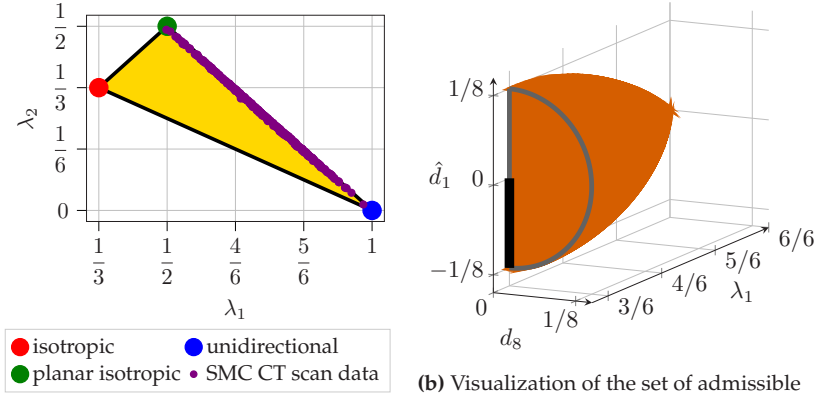 1/2
1/3
1/6
0
λ₂
1/3
1/2
4/6
5/6
1
λ₁
isotropic
unidirectional
planar isotropic
SMC CT scan data
1/8
0
−1/8
d̂₁
0
1/8
d₈
3/6
4/6
5/6
6/6
λ₁
(b) Visualization of the set of admissible